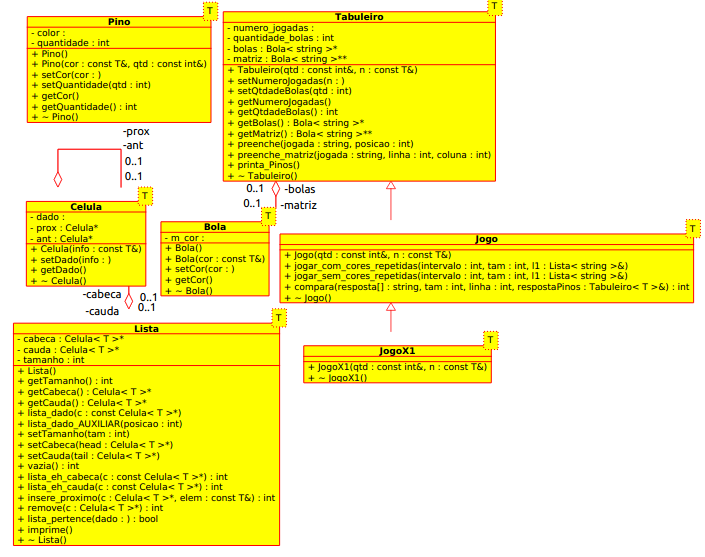 T
Pino
- color :
- quantidade : int
+ Pino()
+ Pino(cor : const T&, qtd : const int&)
+ setCor(cor : )
+ setQuantidade(qtd : int)
+ getCor()
+ getQuantidade() : int
+ ~ Pino()
T
Tabuleiro
- numero_jogadas :
- quantidade_bolas : int
- bolas : Bola< string >*
- matriz : Bola< string >**
+ Tabuleiro(qtd : const int&, n : const T&)
+ setNumeroJogadas(n : )
+ setQtdadeBolas(qtd : int)
+ getNumeroJogadas()
+ getQtdadeBolas() : int
+ getBolas() : Bola< string >*
+ getMatriz() : Bola< string >**
+ preenche(jogada : string, posicao : int)
+ preenche_matriz(jogada : string, linha : int, coluna : int)
+ printa_Pinos()
+ ~ Tabuleiro()
-prox
-ant
0..1
0..1
0..1
-bolas
0..1
-matriz
T
Celula
- dado :
- prox : Celula*
- ant : Celula*
+ Celula(info : const T&)
+ setDado(info : )
+ getDado()
+ ~ Celula()
T
Bola
- m_cor :
+ Bola()
+ Bola(cor : const T&)
+ setCor(cor : )
+ getCor()
+ ~ Bola()
T
Jogo
+ Jogo(qtd : const int&, n : const T&)
+ jogar_com_cores_repetidas(intervalo : int, tam : int, l1 : Lista< string >&)
+ jogar_sem_cores_repetidas(intervalo : int, tam : int, l1 : Lista< string >&)
+ compara(resposta[] : string, tam : int, linha : int, respostaPinos : Tabuleiro< T >&) : int
+ ~ Jogo()
-cabeca
0..1
-cauda
0..1
T
Lista
- cabeca : Celula< T >*
- cauda : Celula< T >*
- tamanho : int
+ Lista()
+ getTamanho() : int
+ getCabeca() : Celula< T >*
+ getCauda() : Celula< T >*
+ lista_dado(c : const Celula< T >*)
+ lista_dado_AUXILIAR(posicao : int)
+ setTamanho(tam : int)
+ setCabeca(head : Celula< T >*)
+ setCauda(tail : Celula< T >*)
+ vazia() : int
+ lista_eh_cabeca(c : const Celula< T >*) : int
+ lista_eh_cauda(c : const Celula< T >*) : int
+ insere_proximo(c : Celula< T >*, elem : const T&) : int
+ remove(c : Celula< T >*) : int
+ lista_pertence(dado : ) : bool
+ imprime()
+ ~ Lista()
T
JogoX1
+ JogoX1(qtd : const int&, n : const T&)
+ ~ JogoX1()